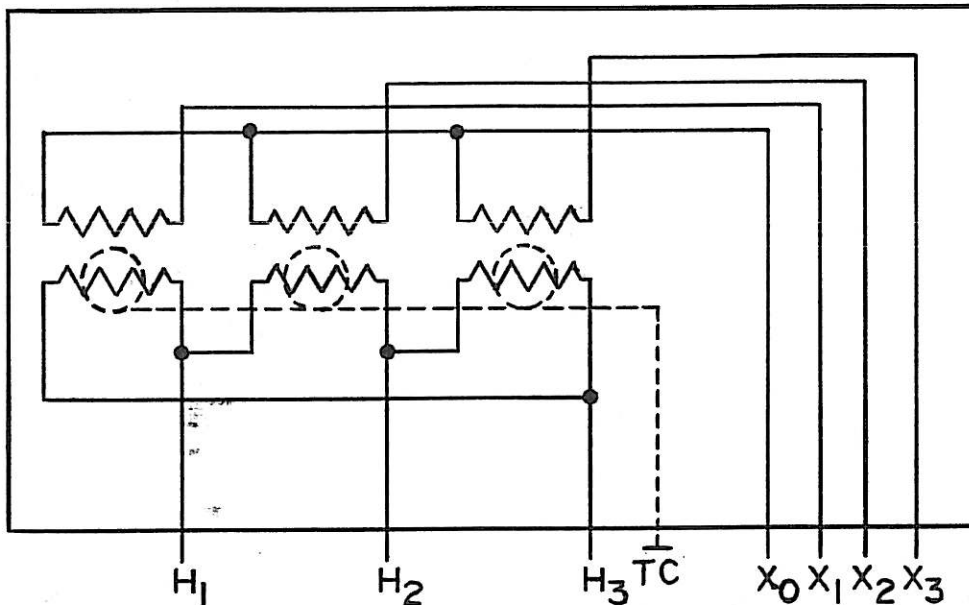 H₁ H₂ H₃ TC X₀ X₁ X₂ X₃